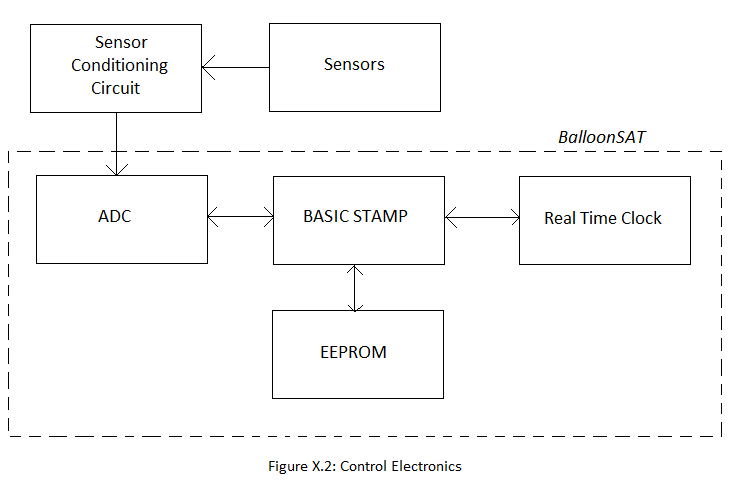 Sensor
Conditioning
Circuit
Sensors
BalloonSAT
ADC
BASIC STAMP
Real Time Clock
EEPROM
Figure X.2: Control Electronics